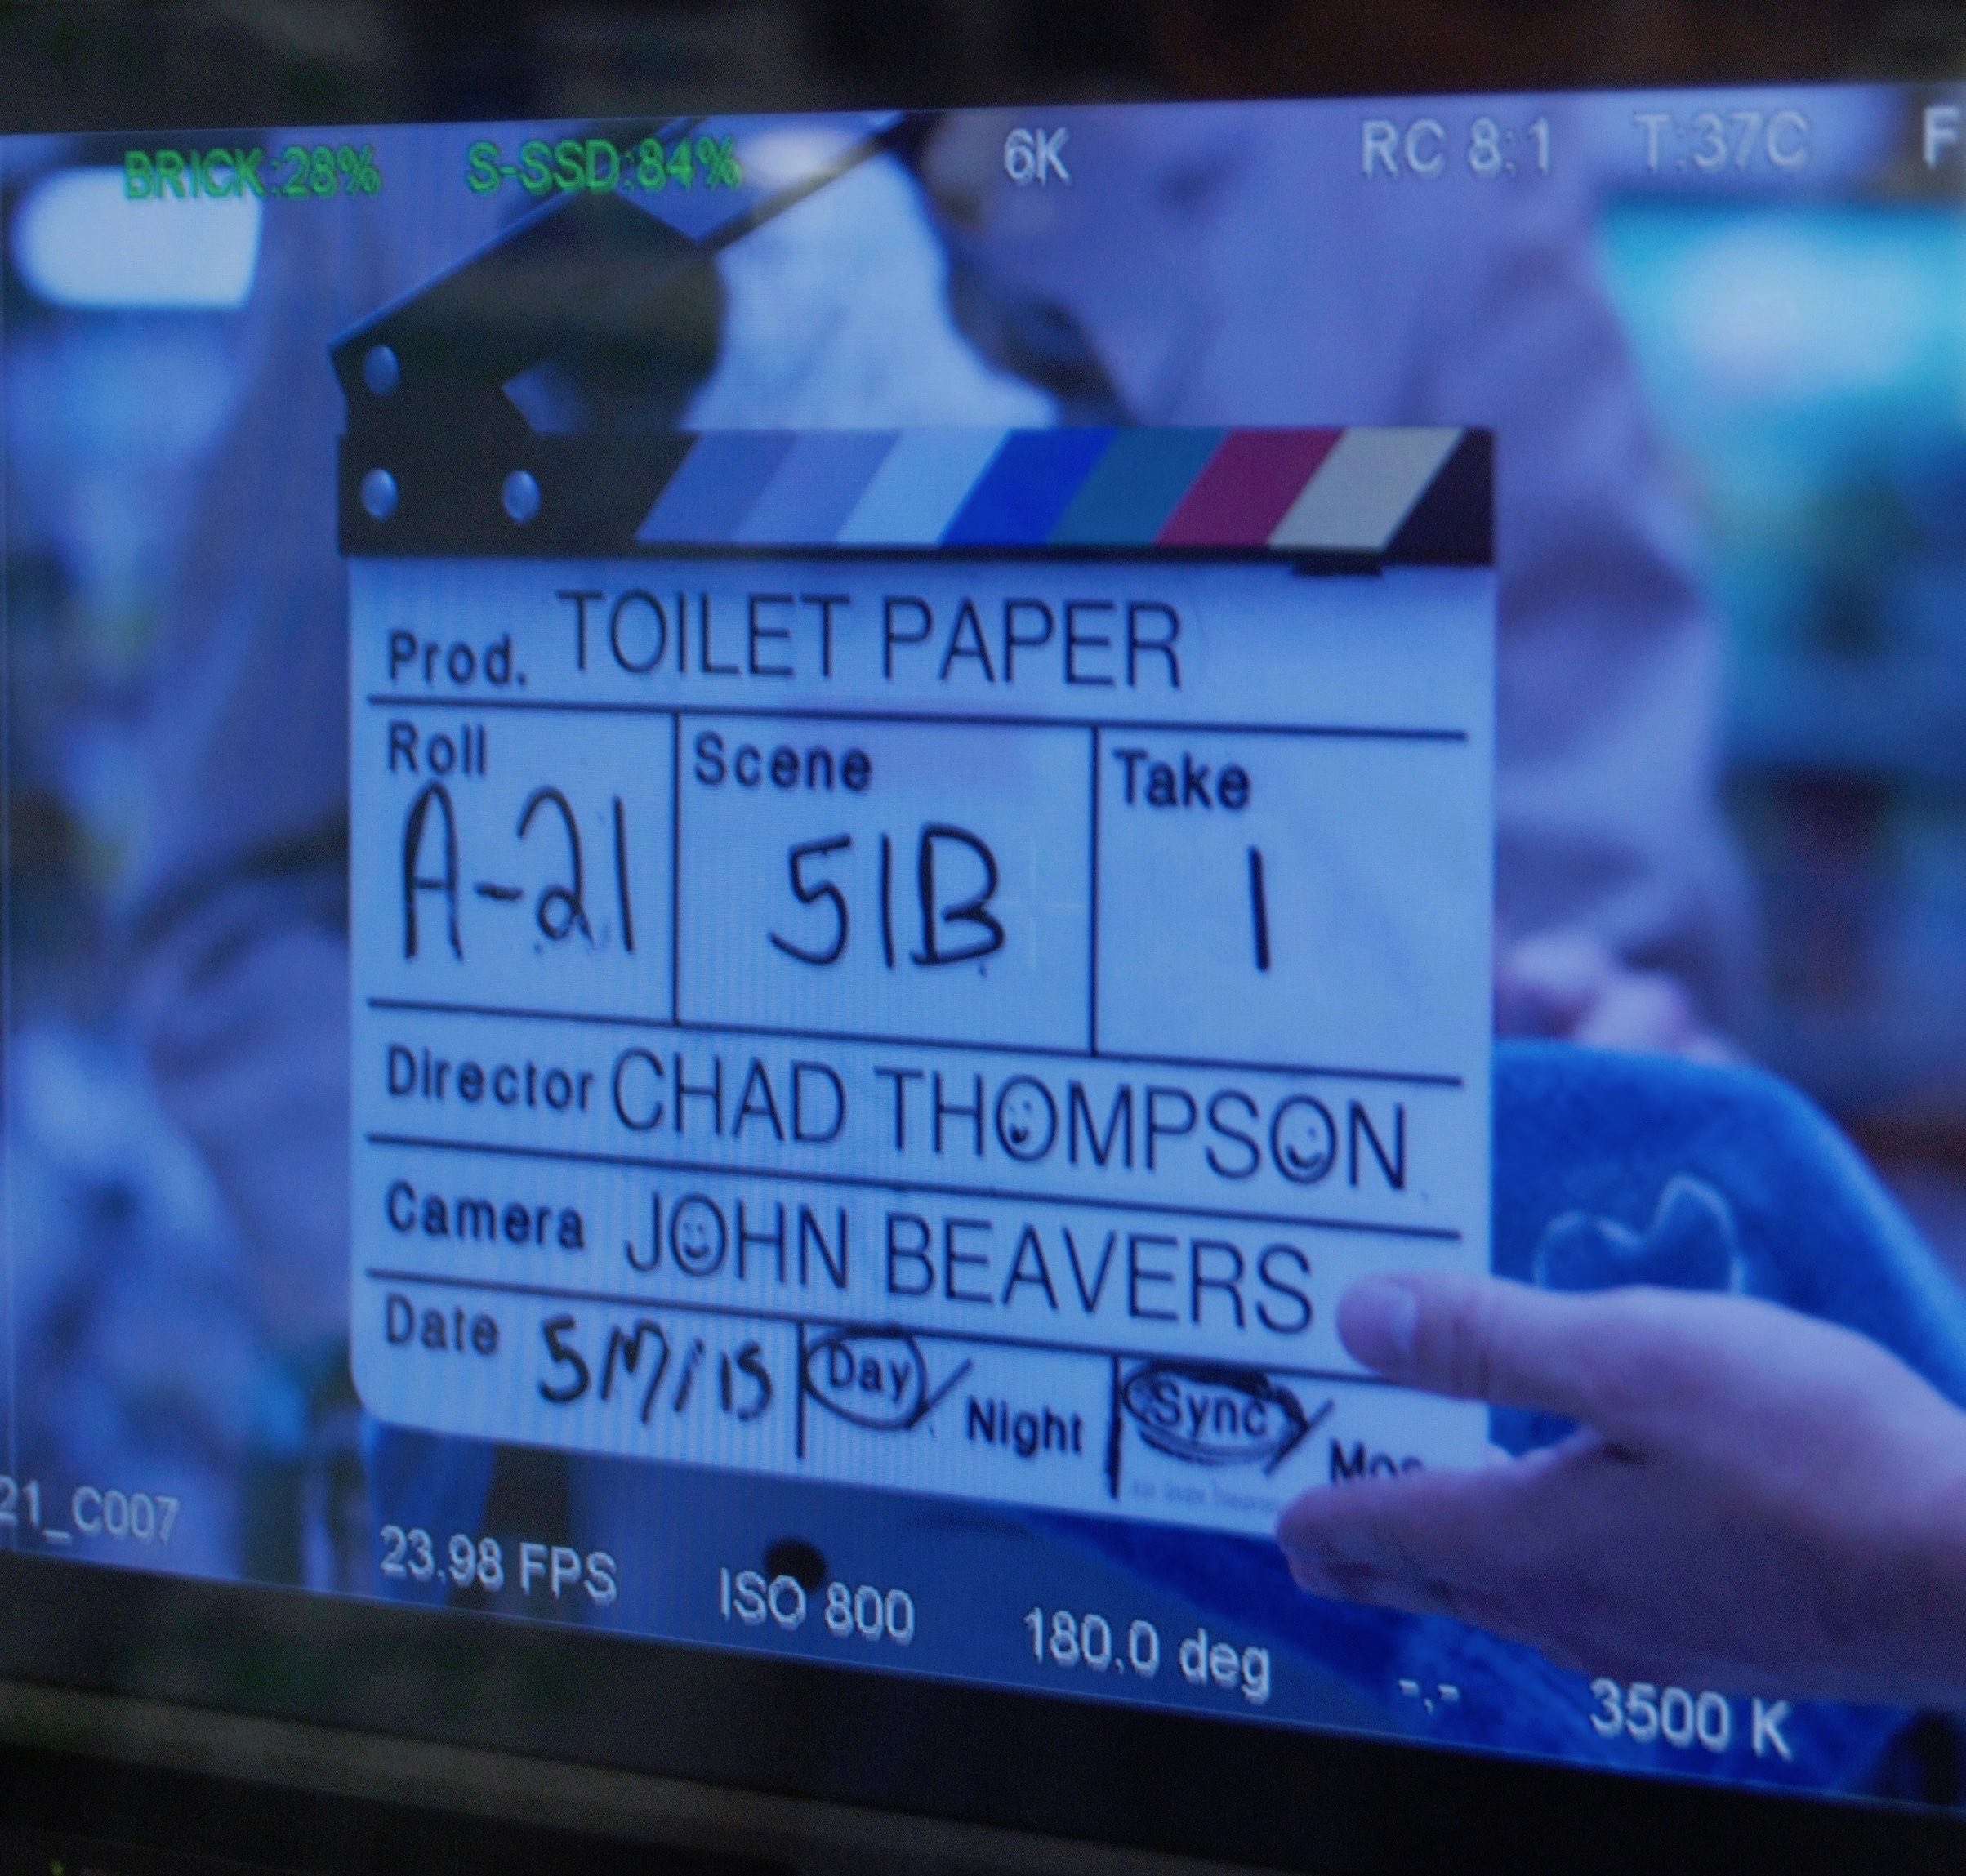 BRICK:28% S-SSD:84% 6K RC 8:1 T:37C F
Prod. TOILET PAPER
Roll Scene Take
A-21 51B 1
Director CHAD THOMPSON
Camera JOHN BEAVERS
Date 5/17/15 Day/Night Sync/Mos
21_C007 23.98 FPS ISO 800 180.0 deg -.- 3500 K